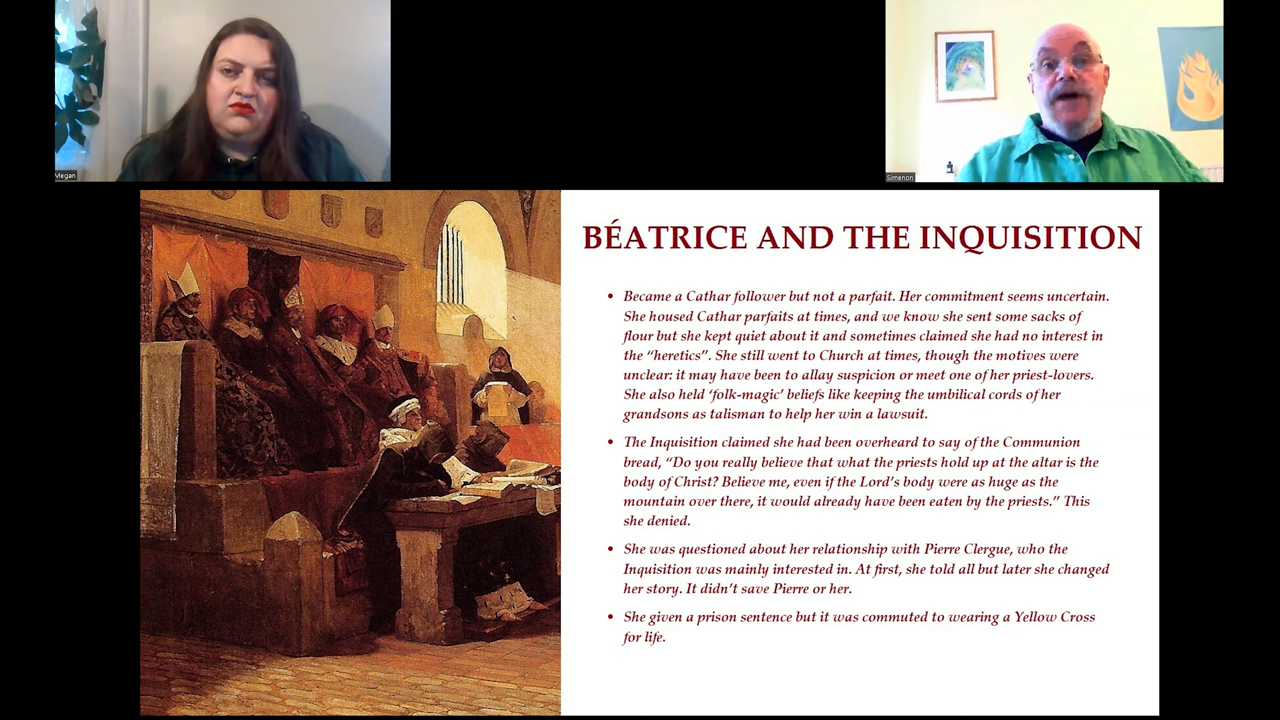 Megan
Simenon
BÉATRICE AND THE INQUISITION
• Became a Cathar follower but not a parfait. Her commitment seems uncertain.
She housed Cathar parfaits at times, and we know she sent some sacks of
flour but she kept quiet about it and sometimes claimed she had no interest in
the “heretics”. She still went to Church at times, though the motives were
unclear: it may have been to allay suspicion or meet one of her priest-lovers.
She also held ‘folk-magic’ beliefs like keeping the umbilical cords of her
grandsons as talisman to help her win a lawsuit.
• The Inquisition claimed she had been overheard to say of the Communion
bread, “Do you really believe that what the priests hold up at the altar is the
body of Christ? Believe me, even if the Lord’s body were as huge as the
mountain over there, it would already have been eaten by the priests.” This
she denied.
• She was questioned about her relationship with Pierre Clergue, who the
Inquisition was mainly interested in. At first, she told all but later she changed
her story. It didn’t save Pierre or her.
• She given a prison sentence but it was commuted to wearing a Yellow Cross
for life.